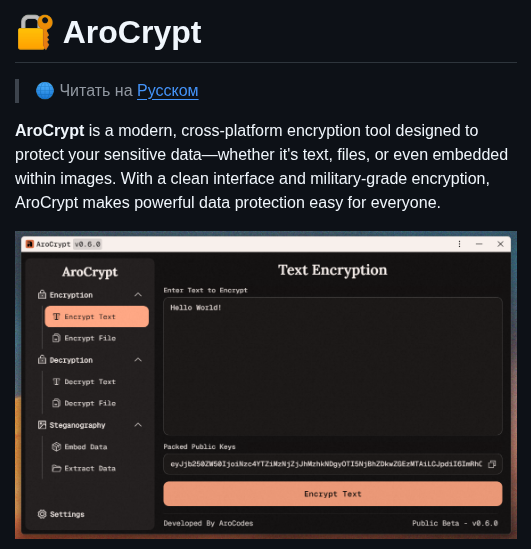 AroCrypt
Читать на Русском
AroCrypt is a modern, cross-platform encryption tool designed to
protect your sensitive data—whether it's text, files, or even embedded
within images. With a clean interface and military-grade encryption,
AroCrypt makes powerful data protection easy for everyone.
AroCrypt v0.6.0
AroCrypt
Encryption
Encrypt Text
Encrypt File
Decryption
Decrypt Text
Decrypt File
Steganography
Embed Data
Extract Data
Settings
Text Encryption
Enter Text to Encrypt
Hello World!
Packed Public Keys
Encrypt Text
Developed By AroCodes
Public Beta - v0.6.0